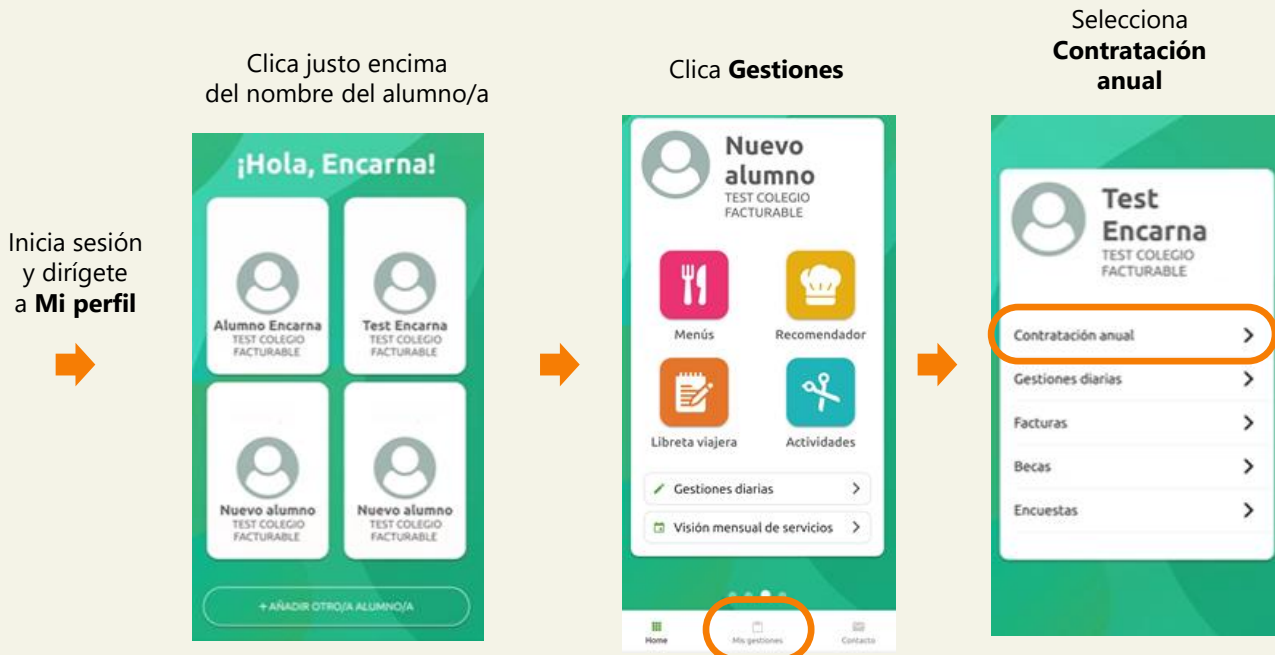 Inicia sesión
y dirígete
a Mi perfil
Clica justo encima
del nombre del alumno/a
¡Hola, Encarna!
Alumno Encarna
TEST COLEGIO
FACTURABLE
Test Encarna
TEST COLEGIO
FACTURABLE
Nuevo alumno
TEST COLEGIO
FACTURABLE
Nuevo alumno
TEST COLEGIO
FACTURABLE
+ AÑADIR OTRO/A ALUMNO/A
Clica Gestiones
Nuevo
alumno
TEST COLEGIO
FACTURABLE
Menús
Recomendador
Libreta viajera
Actividades
Gestiones diarias
Visión mensual de servicios
Home
Mis gestiones
Contacto
Selecciona
Contratación
anual
Test
Encarna
TEST COLEGIO
FACTURABLE
Contratación anual
Gestiones diarias
Facturas
Becas
Encuestas